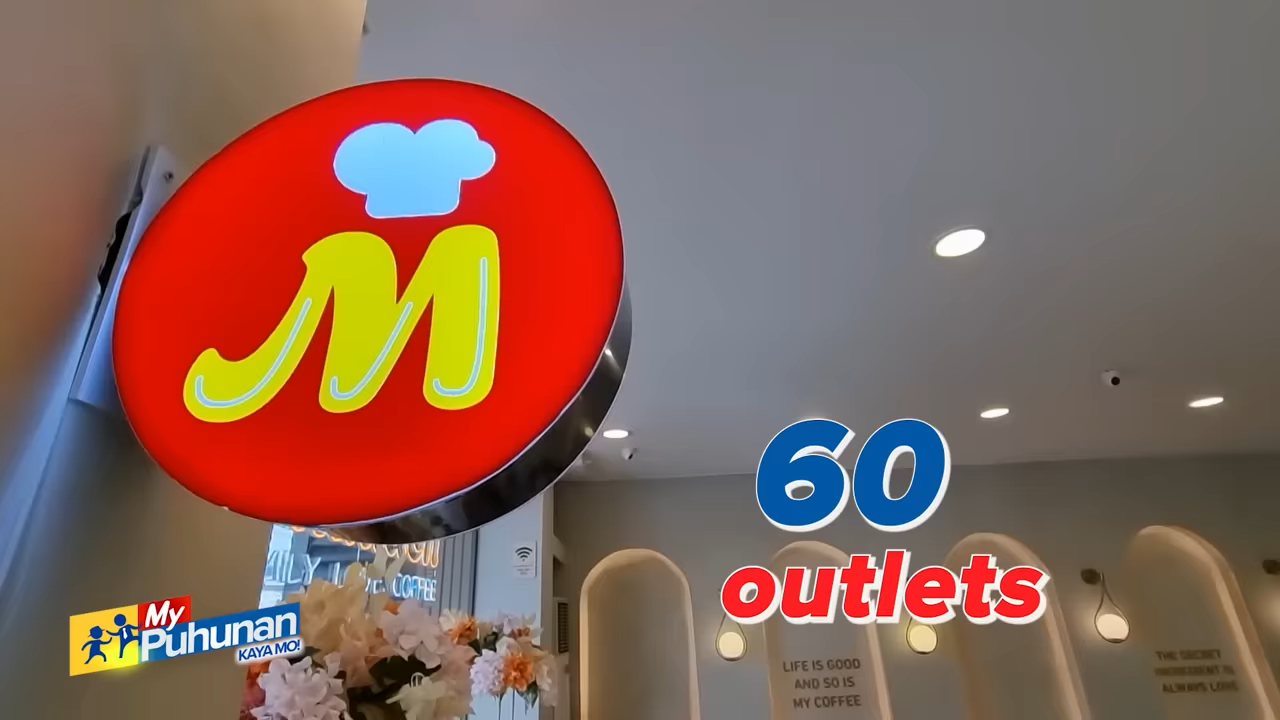 M
60
outlets
COFFEE
My
Puhunan
KAYA MO!
LIFE IS GOOD
AND SO IS
MY COFFEE
THE SECRET
INGREDIENT IS
ALWAYS LOVE